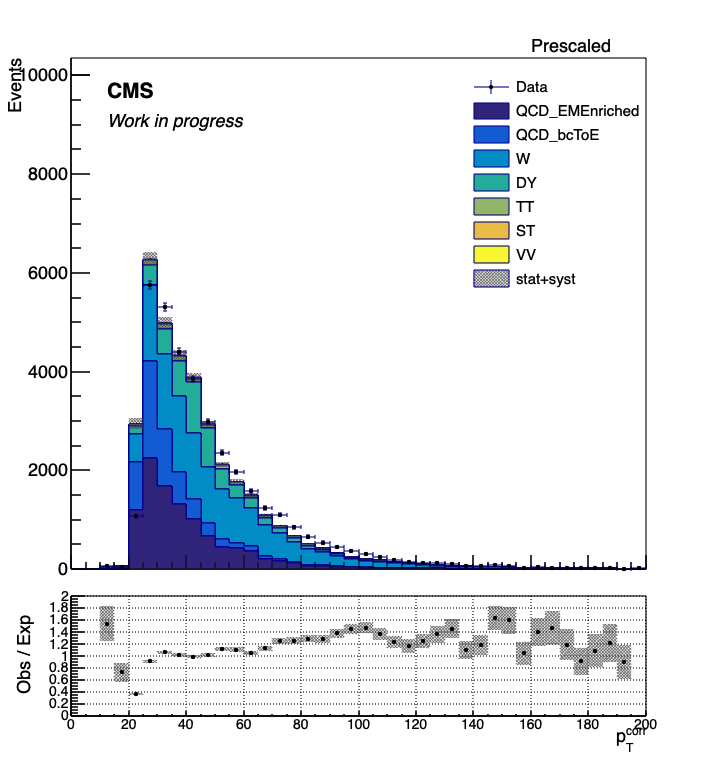 Prescaled
Events
10000
8000
6000
4000
2000
0
CMS
Work in progress
Data
QCD_EMEnriched
QCD_bcToE
W
DY
TT
ST
VV
stat+syst
Obs / Exp
2
1.8
1.6
1.4
1.2
1
0.8
0.6
0.4
0.2
0
0 20 40 60 80 100 120 140 160 180 200
p_T^corr